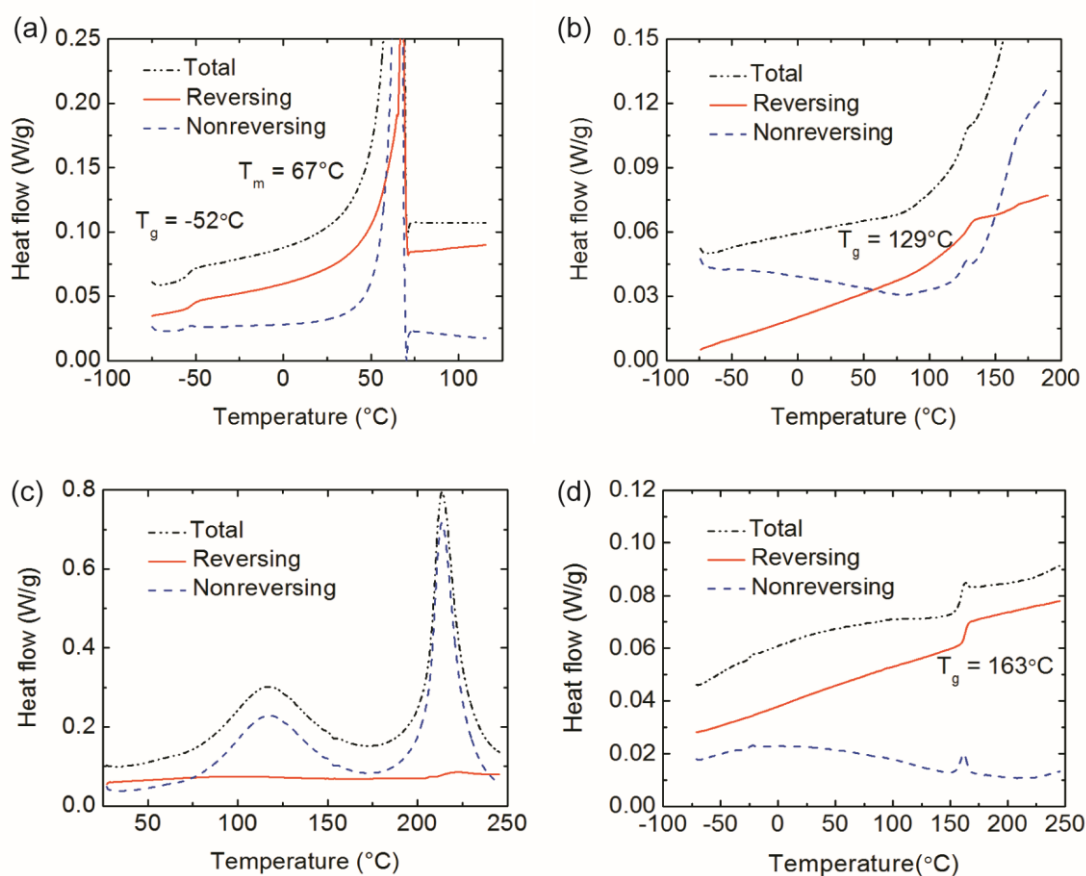 (a)
0.25
0.20
0.15
0.10
0.05
0.00
Heat flow (W/g)
Total
Reversing
Nonreversing
Tm = 67°C
Tg = -52°C
-100 -50 0 50 100
Temperature (°C)
(b)
0.15
0.12
0.09
0.06
0.03
0.00
Heat flow (W/g)
Total
Reversing
Nonreversing
Tg = 129°C
-100 -50 0 50 100 150 200
Temperature (°C)
(c)
0.8
0.6
0.4
0.2
0.0
Heat flow (W/g)
Total
Reversing
Nonreversing
50 100 150 200 250
Temperature (°C)
(d)
0.12
0.10
0.08
0.06
0.04
0.02
0.00
Heat flow (W/g)
Total
Reversing
Nonreversing
Tg = 163°C
-100 -50 0 50 100 150 200 250
Temperature(°C)